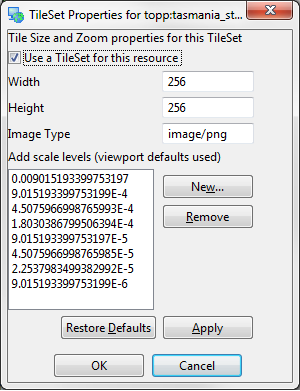 TileSet Properties for topp:tasmania_st...
Tile Size and Zoom properties for this TileSet
Use a TileSet for this resource
Width 256
Height 256
Image Type image/png
Add scale levels (viewport defaults used)
0.009015193399753197
9.015193399753199E-4
4.5075966998765993E-4
1.8030386799506394E-4
9.015193399753197E-5
4.5075966998765985E-5
2.2537983499382992E-5
9.015193399753199E-6
New...
Remove
Restore Defaults Apply
OK Cancel